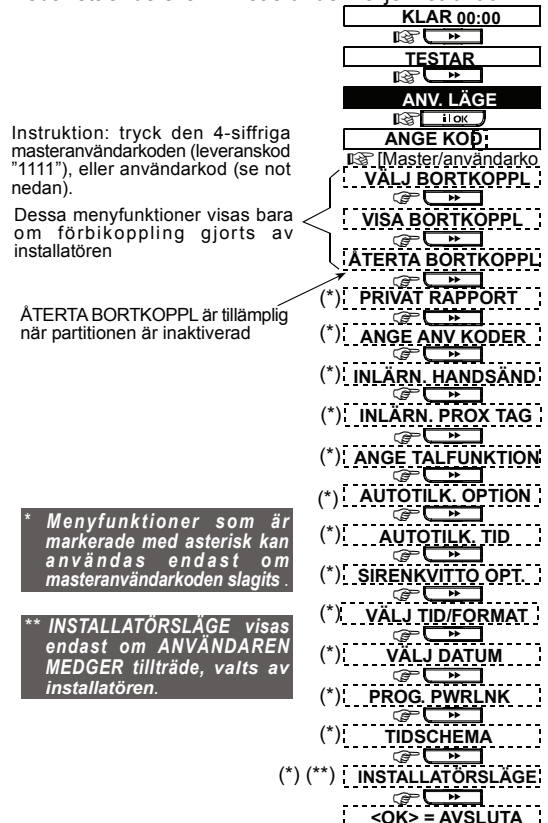 KLAR 00:00
TESTAR
ANV. LÄGE
i|OK
ANGE KOD:
[Master/användarko
Instruktion: tryck den 4-siffriga
masteranvändarkoden (leveranskod
"1111"), eller användarkod (se not
nedan).
VÄLJ BORTKOPPL
Dessa menyfunktioner visas bara
om förbikoppling gjorts av
installatören
VISA BORTKOPPL
ÅTERTA BORTKOPPL
ÅTERTA BORTKOPPL är tillämplig
när partitionen är inaktiverad
(*) PRIVAT RAPPORT
(*) ANGE ANV KODER
(*) INLÄRN. HANDSÄND
(*) INLÄRN. PROX TAG
(*) ANGE TALFUNKTION
(*) AUTOTILK. OPTION
(*) AUTOTILK. TID
(*) SIRENKVITTO OPT.
(*) VÄLJ TID/FORMAT
(*) VÄLJ DATUM
(*) PROG. PWRLNK
(*) TIDSCHEMA
(*) (**) INSTALLATÖRSLÄGE
<OK> = AVSLUTA
* Menyfunktioner som är
markerade med asterisk kan
användas endast om
masteranvändarkoden slagits .
** INSTALLATÖRSLÄGE visas
endast om ANVÄNDAREN
MEDGER tillträde, valts av
installatören.